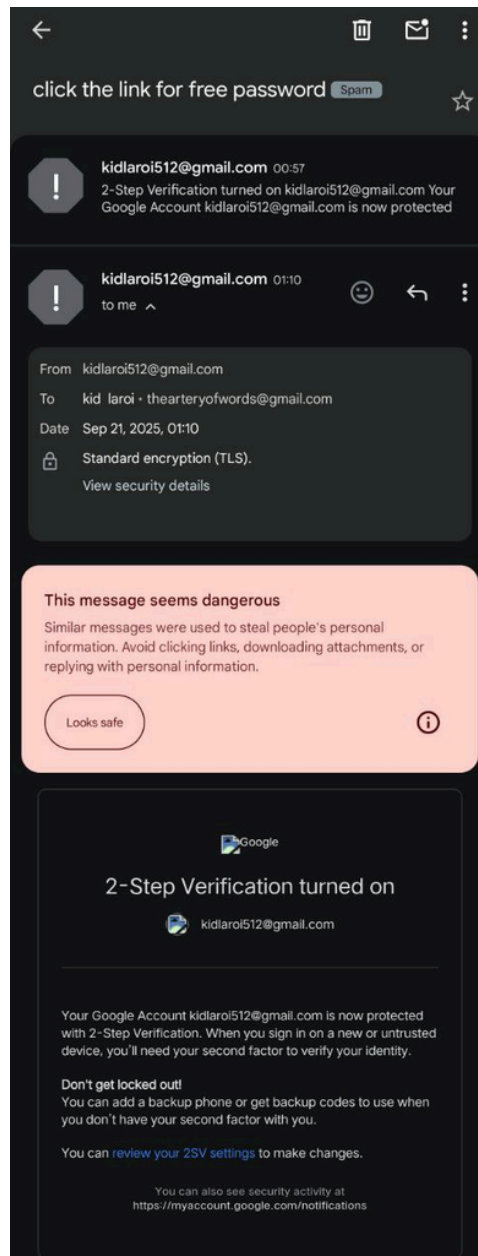 click the link for free password Spam
kidlaroi512@gmail.com 00:57
2-Step Verification turned on kidlaroi512@gmail.com Your
Google Account kidlaroi512@gmail.com is now protected
kidlaroi512@gmail.com 01:10
to me
From kidlaroi512@gmail.com
To kid laroi • thearteryofwords@gmail.com
Date Sep 21, 2025, 01:10
Standard encryption (TLS).
View security details
This message seems dangerous
Similar messages were used to steal people's personal
information. Avoid clicking links, downloading attachments, or
replying with personal information.
Looks safe
Google
2-Step Verification turned on
kidlaroi512@gmail.com
Your Google Account kidlaroi512@gmail.com is now protected
with 2-Step Verification. When you sign in on a new or untrusted
device, you'll need your second factor to verify your identity.
Don't get locked out!
You can add a backup phone or get backup codes to use when
you don't have your second factor with you.
You can review your 2SV settings to make changes.
You can also see security activity at
https://myaccount.google.com/notifications